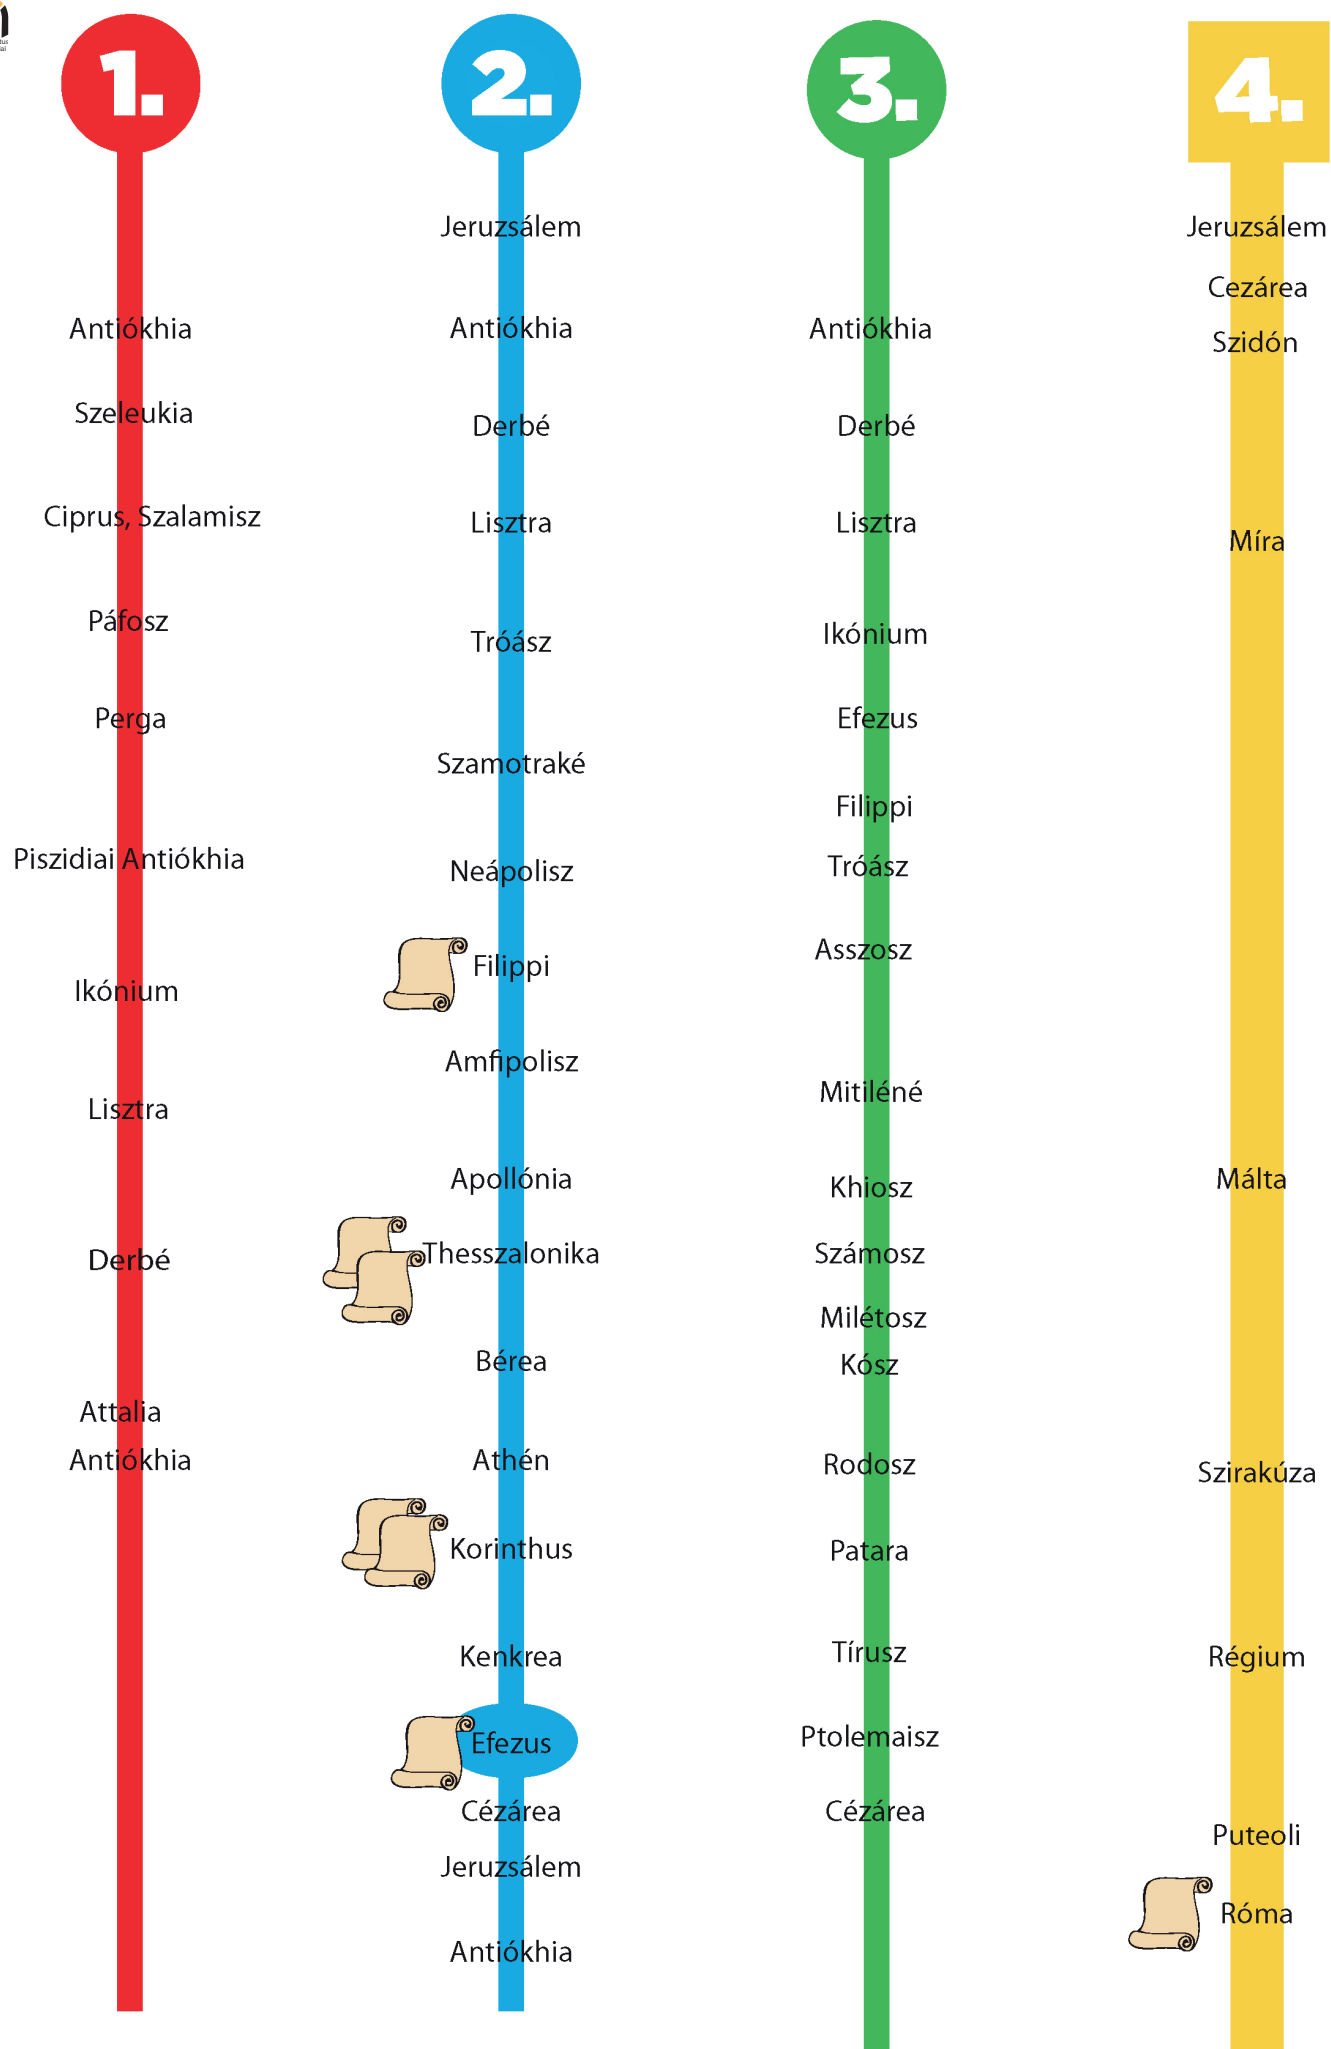 1.
Antiókhia
Szeleukia
Ciprus, Szalamisz
Páfosz
Perga
Piszidiai Antiókhia
Ikónium
Lisztra
Derbé
Attalia
Antiókhia
2.
Jeruzsálem
Antiókhia
Derbé
Lisztra
Tróász
Szamotraké
Neápolisz
Filippi
Amfipolisz
Apollónia
Thesszalonika
Bérea
Athén
Korinthus
Kenkrea
Efezus
Cézárea
Jeruzsálem
Antiókhia
3.
Antiókhia
Derbé
Lisztra
Ikónium
Efezus
Filippi
Tróász
Asszosz
Mitiléné
Khiosz
Számosz
Milétosz
Kósz
Rodosz
Patara
Tírusz
Ptolemaisz
Cézárea
4.
Jeruzsálem
Cezárea
Szidón
Míra
Málta
Szirakúza
Régium
Puteoli
Róma